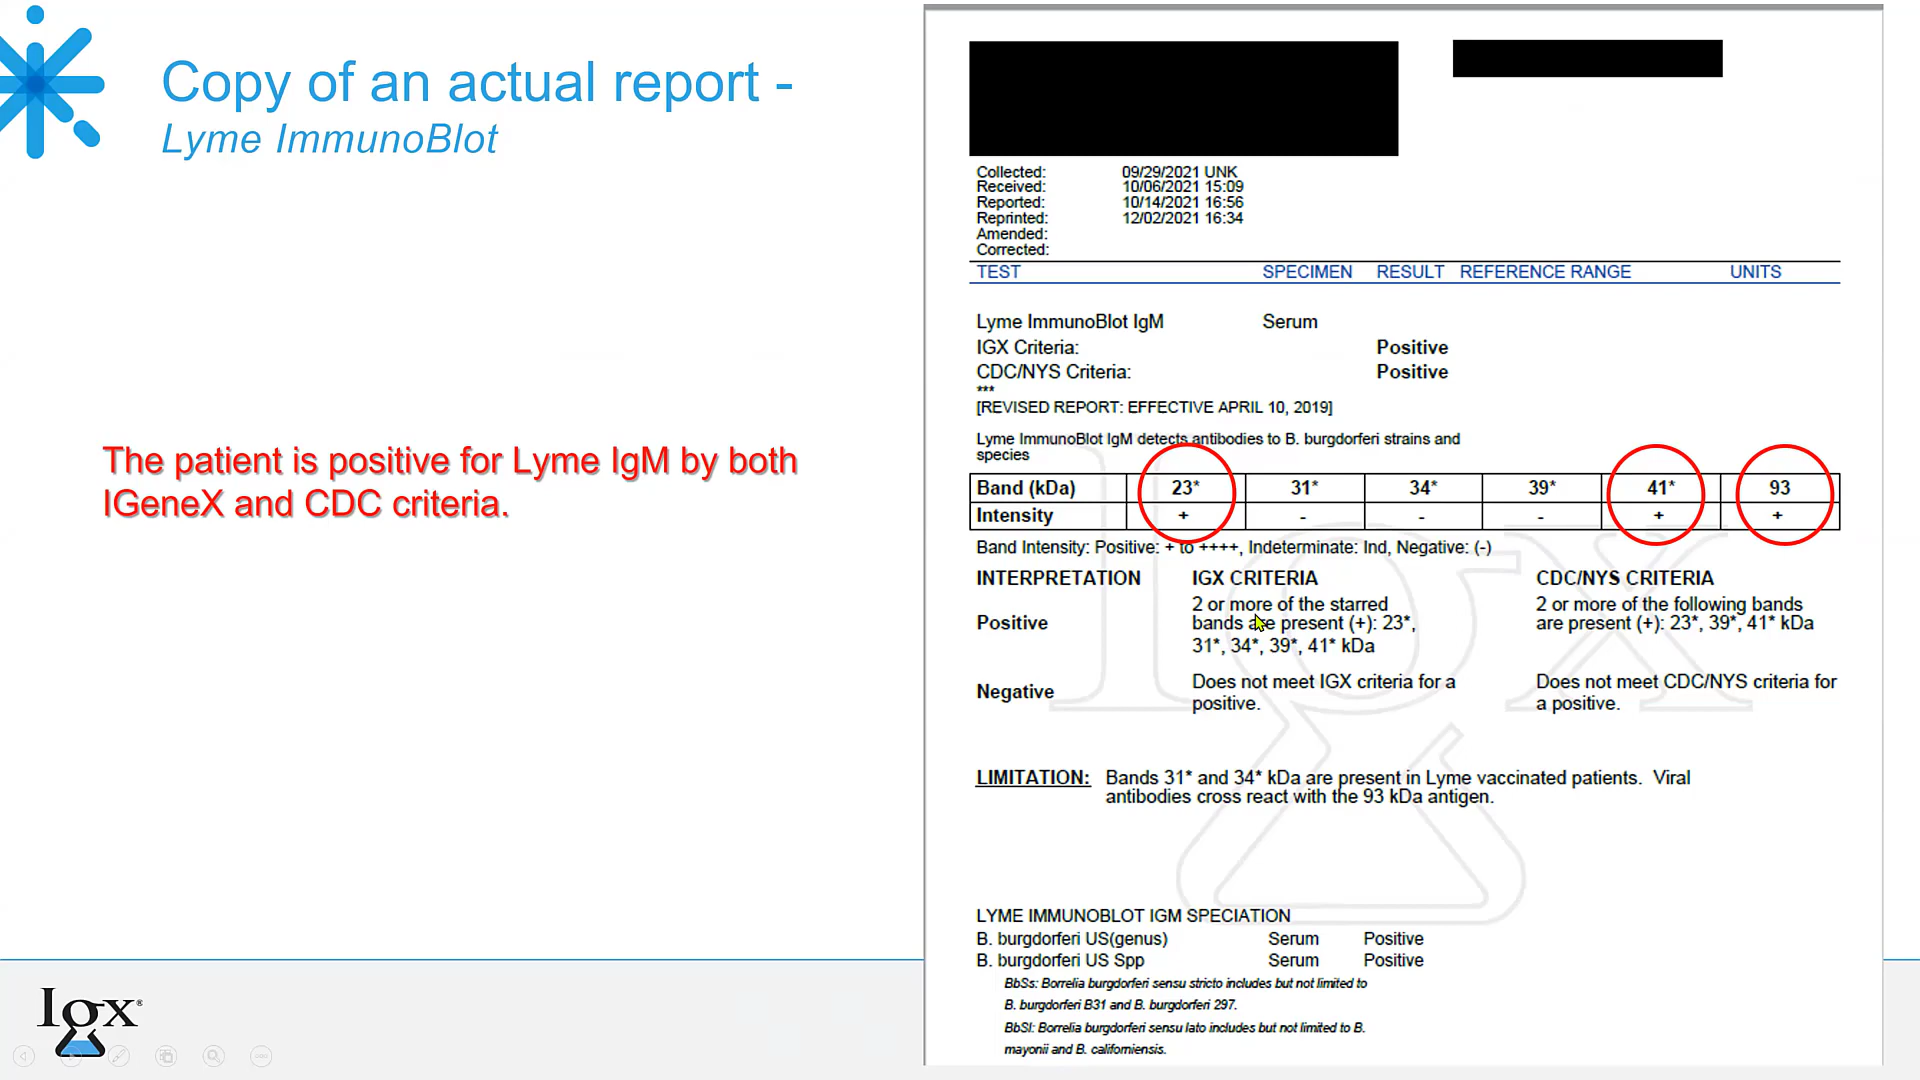 Copy of an actual report -
Lyme ImmunoBlot
The patient is positive for Lyme IgM by both
IGeneX and CDC criteria.
Igx®
Collected: 09/29/2021 UNK
Received: 10/06/2021 15:09
Reported: 10/14/2021 16:56
Reprinted: 12/02/2021 16:34
Amended:
Corrected:
TEST SPECIMEN RESULT REFERENCE RANGE UNITS
Lyme ImmunoBlot IgM Serum
IGX Criteria: Positive
CDC/NYS Criteria: Positive
***
[REVISED REPORT: EFFECTIVE APRIL 10, 2019]
Lyme ImmunoBlot IgM detects antibodies to B. burgdorferi strains and
species
Band (kDa) 23* 31* 34* 39* 41* 93
Intensity + - - - + +
Band Intensity: Positive: + to ++++, Indeterminate: Ind, Negative: (-)
INTERPRETATION IGX CRITERIA CDC/NYS CRITERIA
Positive
2 or more of the starred
bands are present (+): 23*,
31*, 34*, 39*, 41* kDa
2 or more of the following bands
are present (+): 23*, 39*, 41* kDa
Negative
Does not meet IGX criteria for a
positive.
Does not meet CDC/NYS criteria for
a positive.
LIMITATION: Bands 31* and 34* kDa are present in Lyme vaccinated patients. Viral
antibodies cross react with the 93 kDa antigen.
LYME IMMUNOBLOT IGM SPECIATION
B. burgdorferi US(genus) Serum Positive
B. burgdorferi US Spp Serum Positive
BbSs: Borrelia burgdorferi sensu stricto includes but not limited to
B. burgdorferi B31 and B. burgdorferi 297.
BbSl: Borrelia burgdorferi sensu lato includes but not limited to B.
mayonii and B. californiensis.
Igx